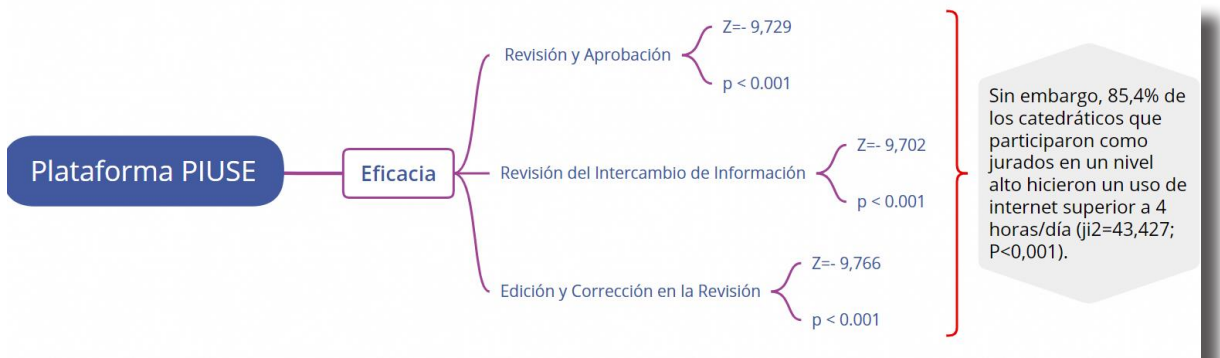 Plataforma PIUSE
Eficacia
Revisión y Aprobación
Z=- 9,729
p < 0.001
Revisión del Intercambio de Información
Z=- 9,702
p < 0.001
Edición y Corrección en la Revisión
Z=- 9,766
p < 0.001
Sin embargo, 85,4% de
los catedráticos que
participaron como
jurados en un nivel
alto hicieron un uso de
internet superior a 4
horas/día (ji2=43,427;
P<0,001).